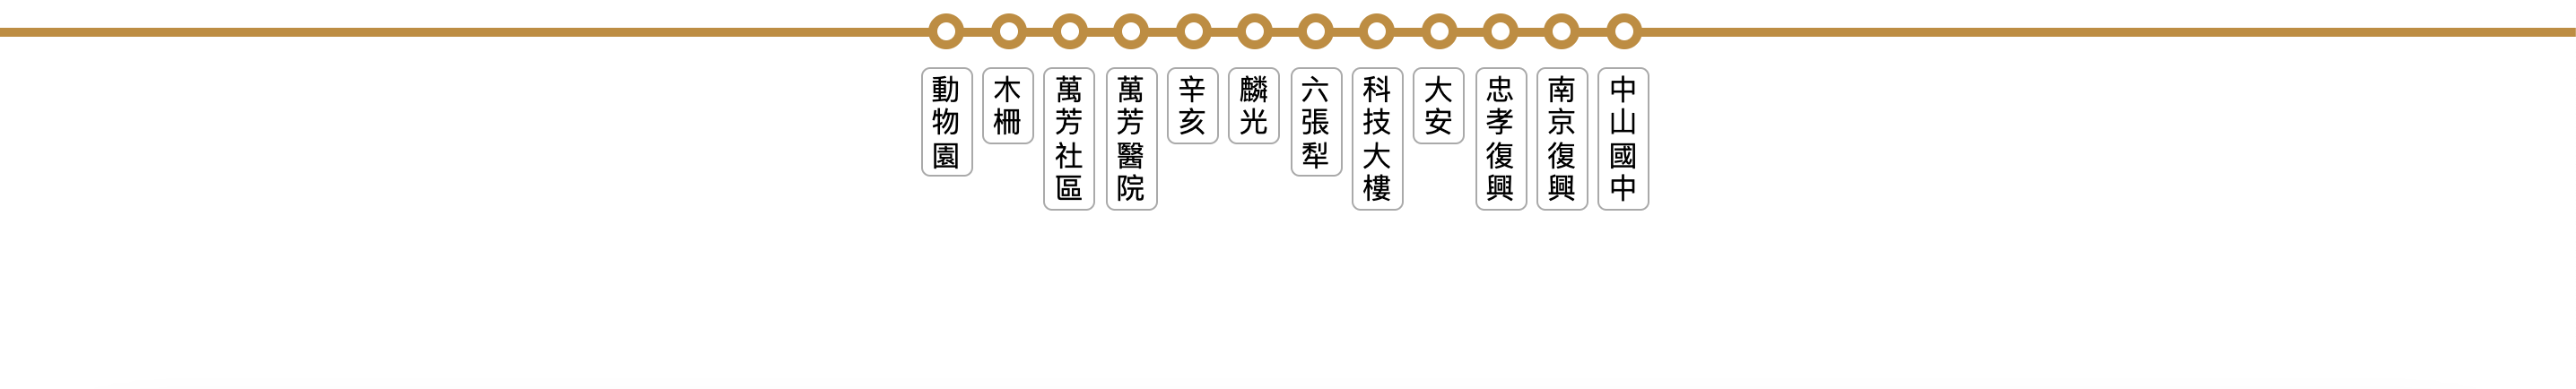 動物園
木柵
萬芳社區
萬芳醫院
辛亥
麟光
六張犁
科技大樓
大安
忠孝復興
南京復興
中山國中